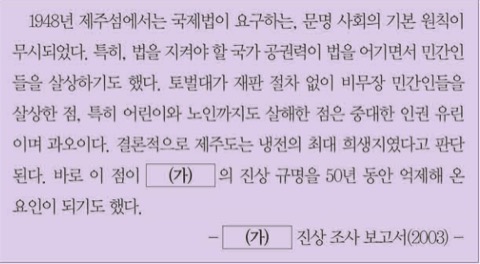 1948년 제주섬에서는 국제법이 요구하는, 문명 사회의 기본 원칙이
무시되었다. 특히, 법을 지켜야 할 국가 공권력이 법을 어기면서 민간인
들을 살상하기도 했다. 토벌대가 재판 절차 없이 비무장 민간인들을
살상한 점, 특히 어린이와 노인까지도 살해한 점은 중대한 인권 유린
이며 과오이다. 결론적으로 제주도는 냉전의 최대 희생지였다고 판단
된다. 바로 이 점이 (가) 의 진상 규명을 50년 동안 억제해 온
요인이 되기도 했다.
- (가) 진상 조사 보고서(2003) -